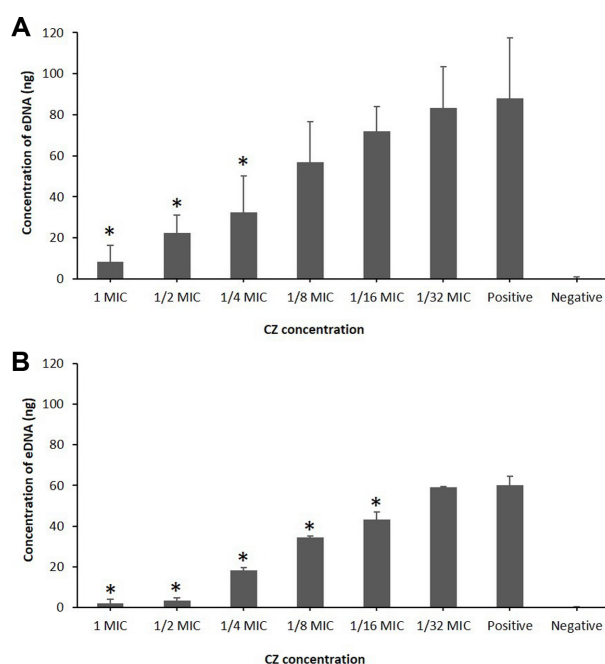 A
Concentration of eDNA (ng)
120
100
80
60
40
20
0
*
*
*
1 MIC 1/2 MIC 1/4 MIC 1/8 MIC 1/16 MIC 1/32 MIC Positive Negative
CZ concentration
B
Concentration of eDNA (ng)
120
100
80
60
40
20
0
*
*
*
*
*
1 MIC 1/2 MIC 1/4 MIC 1/8 MIC 1/16 MIC 1/32 MIC Positive Negative
CZ concentration